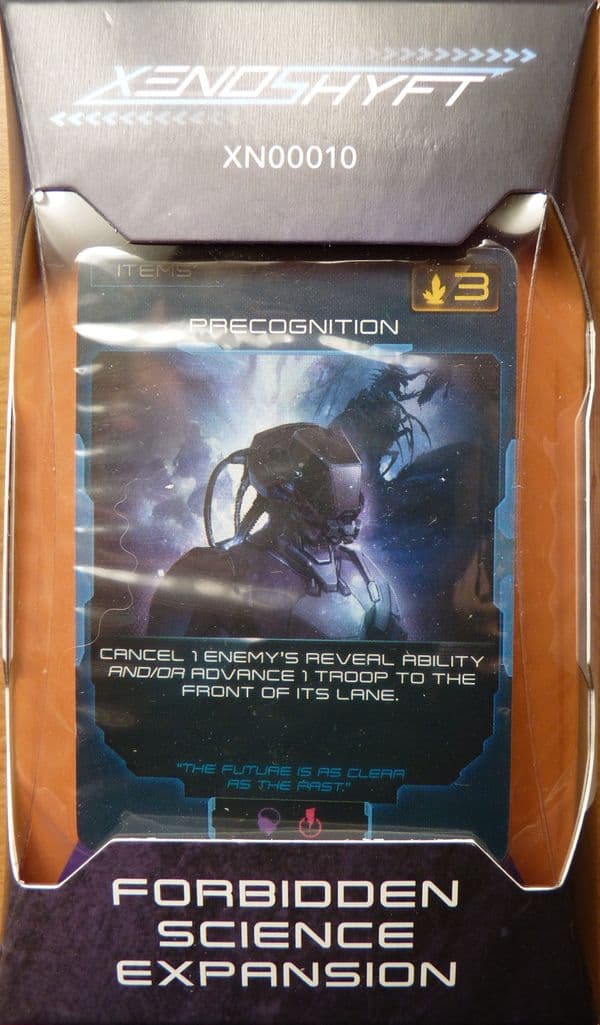 XENOSHYFT
XN00010
ITEMS
3
PRECOGNITION
CANCEL 1 ENEMY'S REVEAL ABILITY
AND/OR ADVANCE 1 TROOP TO THE
FRONT OF ITS LANE.
"THE FUTURE IS AS CLEAR
AS THE PAST."
FORBIDDEN
SCIENCE
EXPANSION